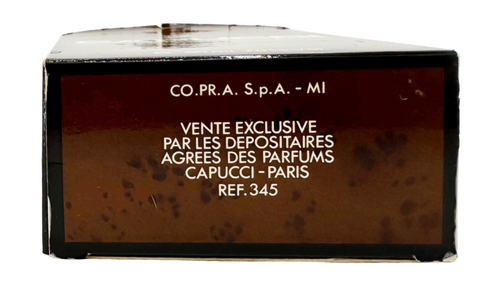 CO.PR.A. S.p.A. - MI
VENTE EXCLUSIVE
PAR LES DEPOSITAIRES
AGREES DES PARFUMS
CAPUCCI - PARIS
REF. 345